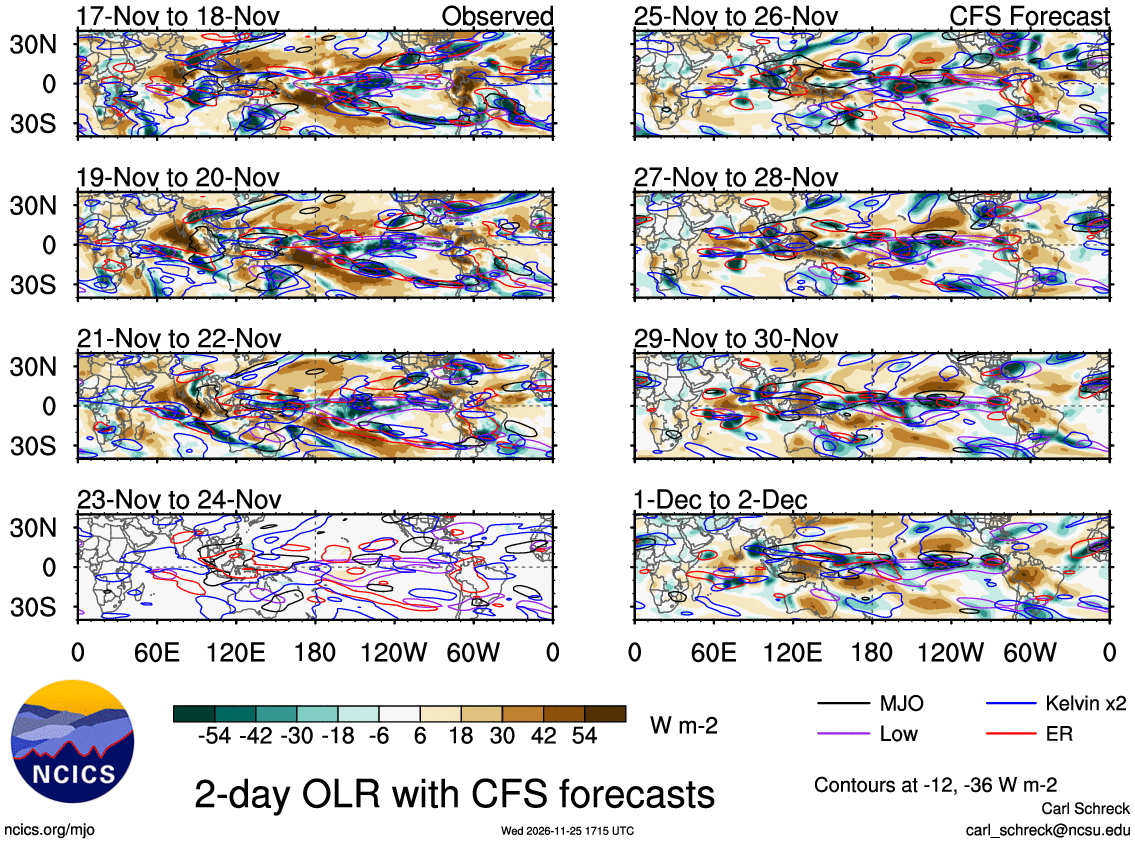 17-Nov to 18-Nov Observed
30N
0
30S
19-Nov to 20-Nov
30N
0
30S
21-Nov to 22-Nov
30N
0
30S
23-Nov to 24-Nov
30N
0
30S
0 60E 120E 180 120W 60W 0
25-Nov to 26-Nov CFS Forecast
27-Nov to 28-Nov
29-Nov to 30-Nov
1-Dec to 2-Dec
0 60E 120E 180 120W 60W 0
NCICS
-54 -42 -30 -18 -6 6 18 30 42 54
W m-2
MJO
Kelvin x2
Low
ER
2-day OLR with CFS forecasts
Contours at -12, -36 W m-2
Carl Schreck
ncics.org/mjo
Wed 2026-11-25 1715 UTC
carl_schreck@ncsu.edu